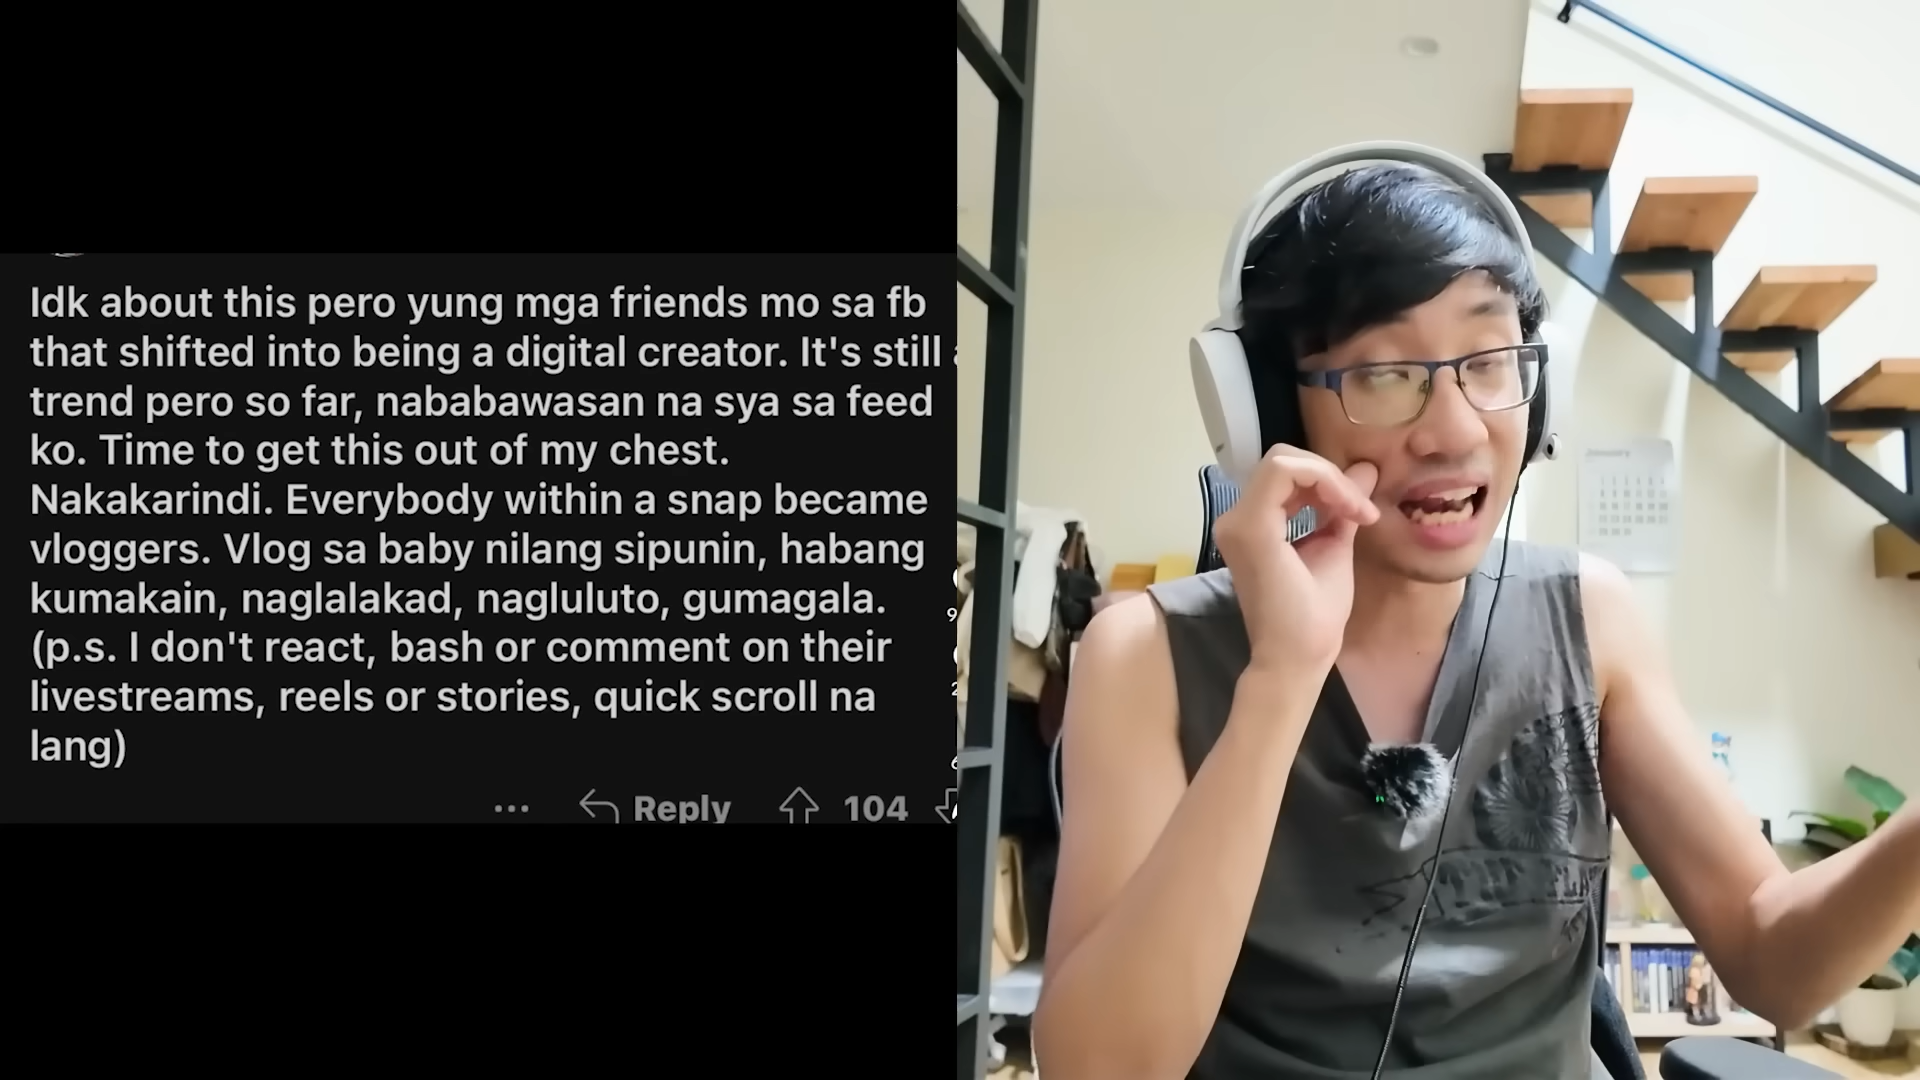 Idk about this pero yung mga friends mo sa fb
that shifted into being a digital creator. It's still
trend pero so far, nababawasan na sya sa feed
ko. Time to get this out of my chest.
Nakakarindi. Everybody within a snap became
vloggers. Vlog sa baby nilang sipunin, habang
kumakain, naglalakad, nagluluto, gumagala.
(p.s. I don't react, bash or comment on their
livestreams, reels or stories, quick scroll na
lang)
Reply 104
January